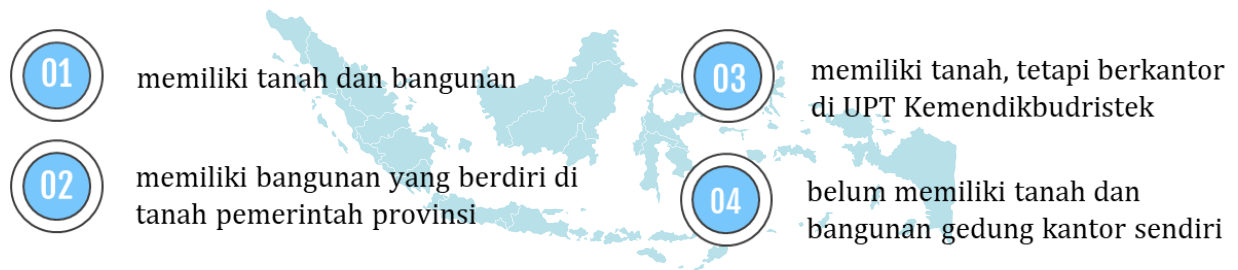 01
memiliki tanah dan bangunan
02
memiliki bangunan yang berdiri di
tanah pemerintah provinsi
03
memiliki tanah, tetapi berkantor
di UPT Kemendikbudristek
04
belum memiliki tanah dan
bangunan gedung kantor sendiri